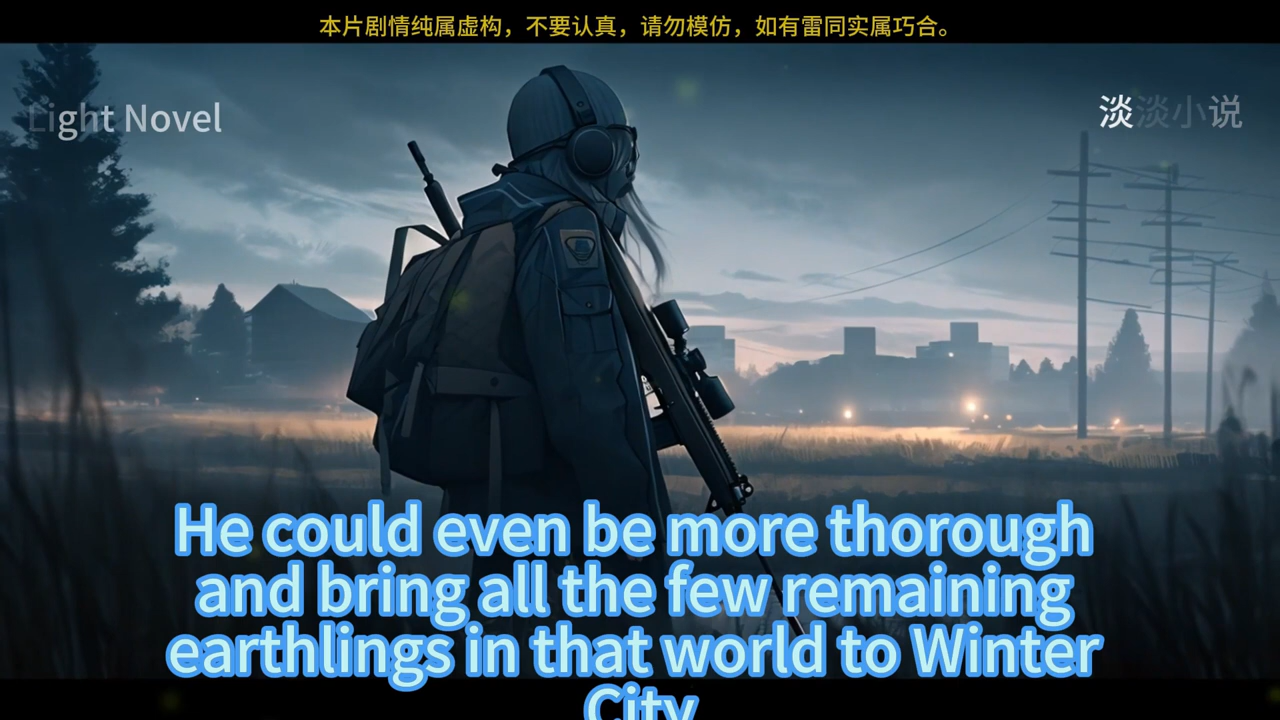 本片剧情纯属虚构，不要认真，请勿模仿，如有雷同实属巧合。
Light Novel
淡淡小说
He could even be more thorough
and bring all the few remaining
earthlings in that world to Winter
City